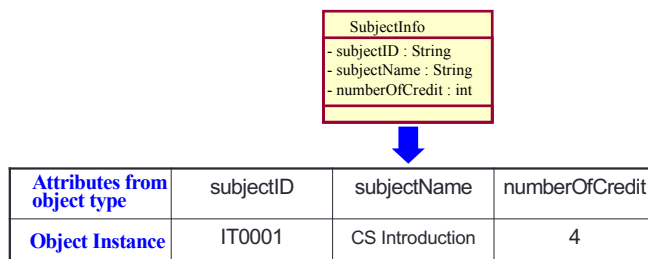 SubjectInfo
- subjectID : String
- subjectName : String
- numberOfCredit : int
Attributes from
object type
subjectID
subjectName
numberOfCredit
Object Instance
IT0001
CS Introduction
4